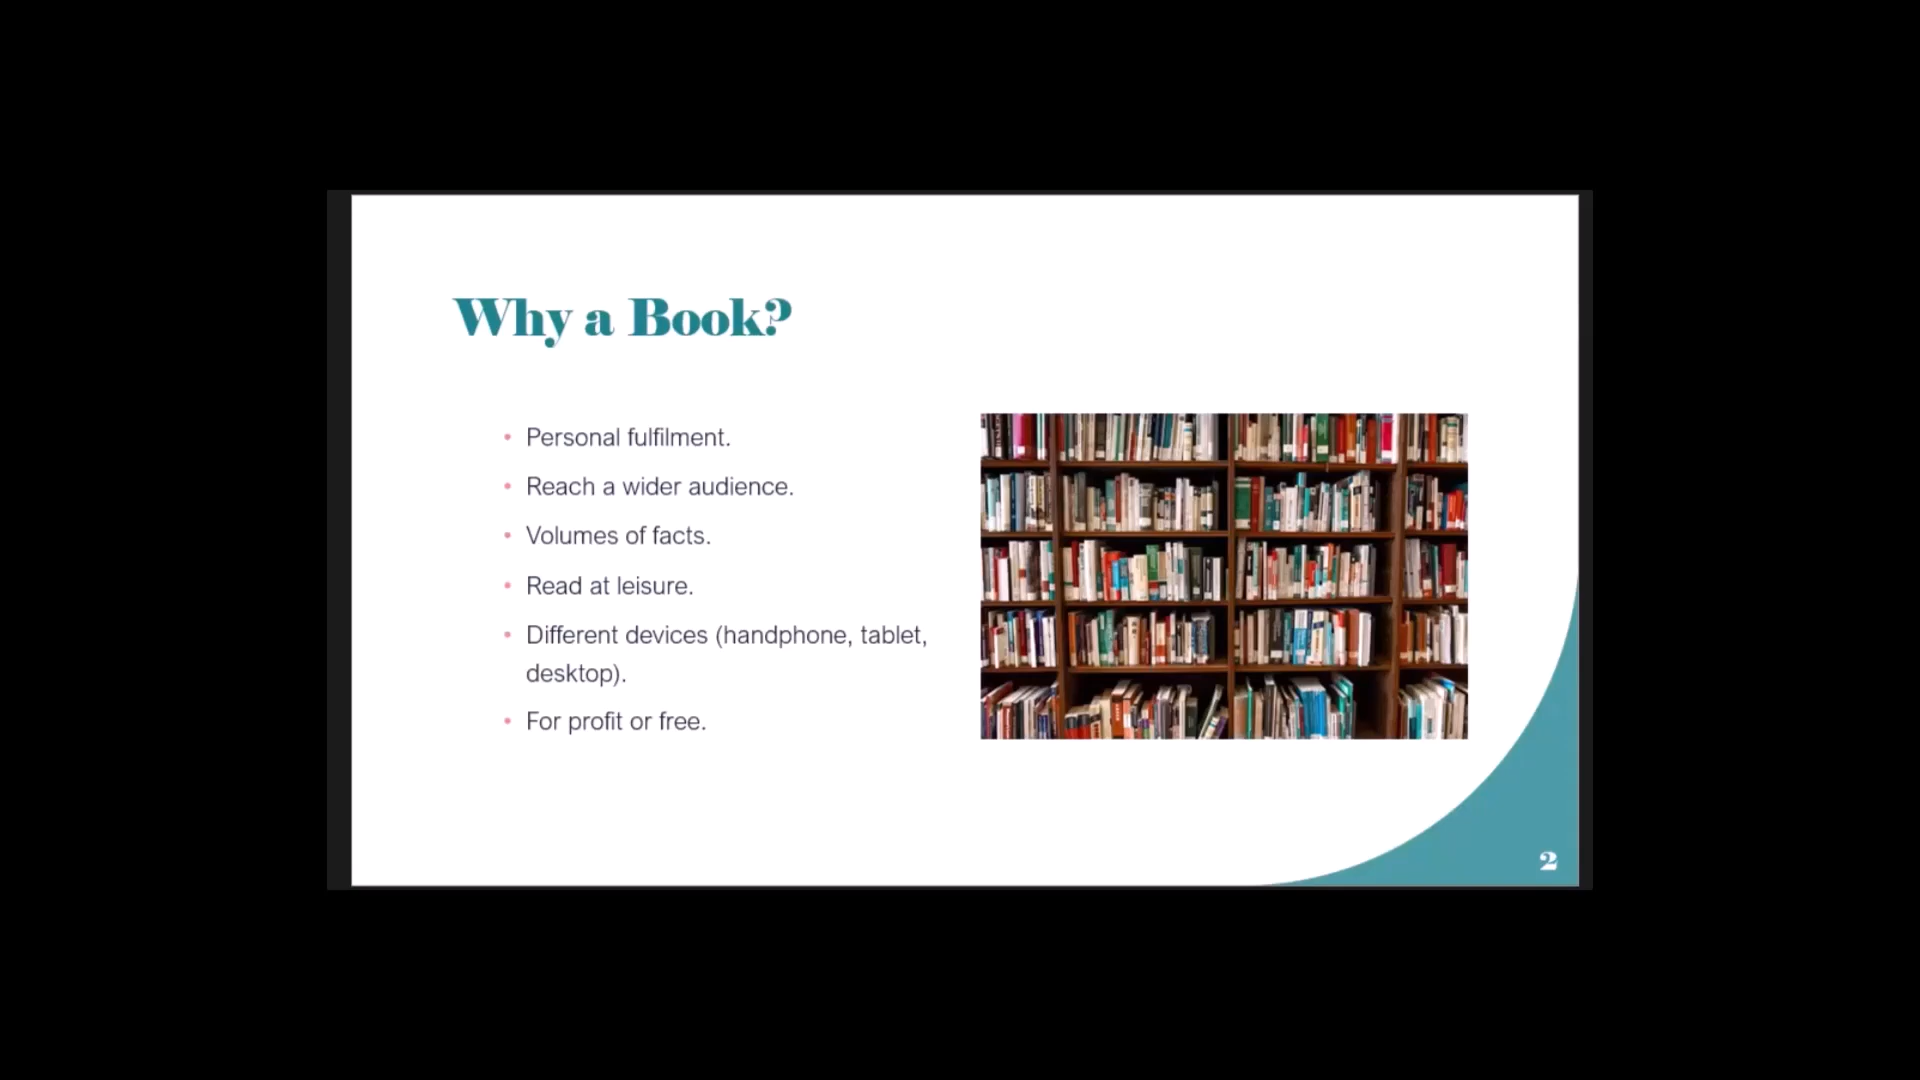 Why a Book?
• Personal fulfilment.
• Reach a wider audience.
• Volumes of facts.
• Read at leisure.
• Different devices (handphone, tablet,
desktop).
• For profit or free.
2